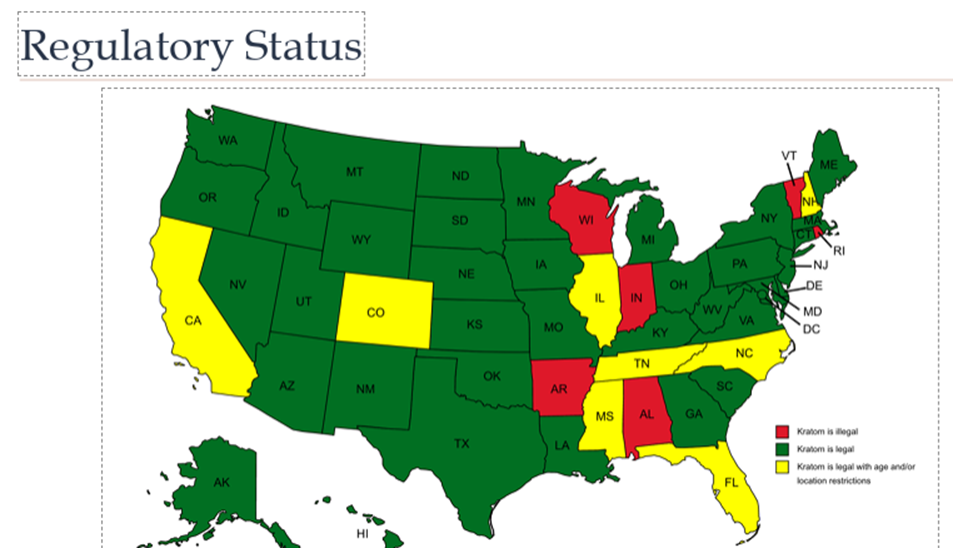 Regulatory Status
WA
MT
ND
MN
VT
ME
OR
ID
SD
WI
NH
NY
MA
WY
MI
CT
RI
IA
PA
NJ
NE
OH
NV
UT
CO
IL
IN
DE
WV
MD
CA
KS
MO
VA
DC
KY
NC
TN
OK
AZ
NM
AR
SC
MS
AL
GA
TX
LA
Kratom is illegal
Kratom is legal
Kratom is legal with age and/or
location restrictions
AK
FL
HI